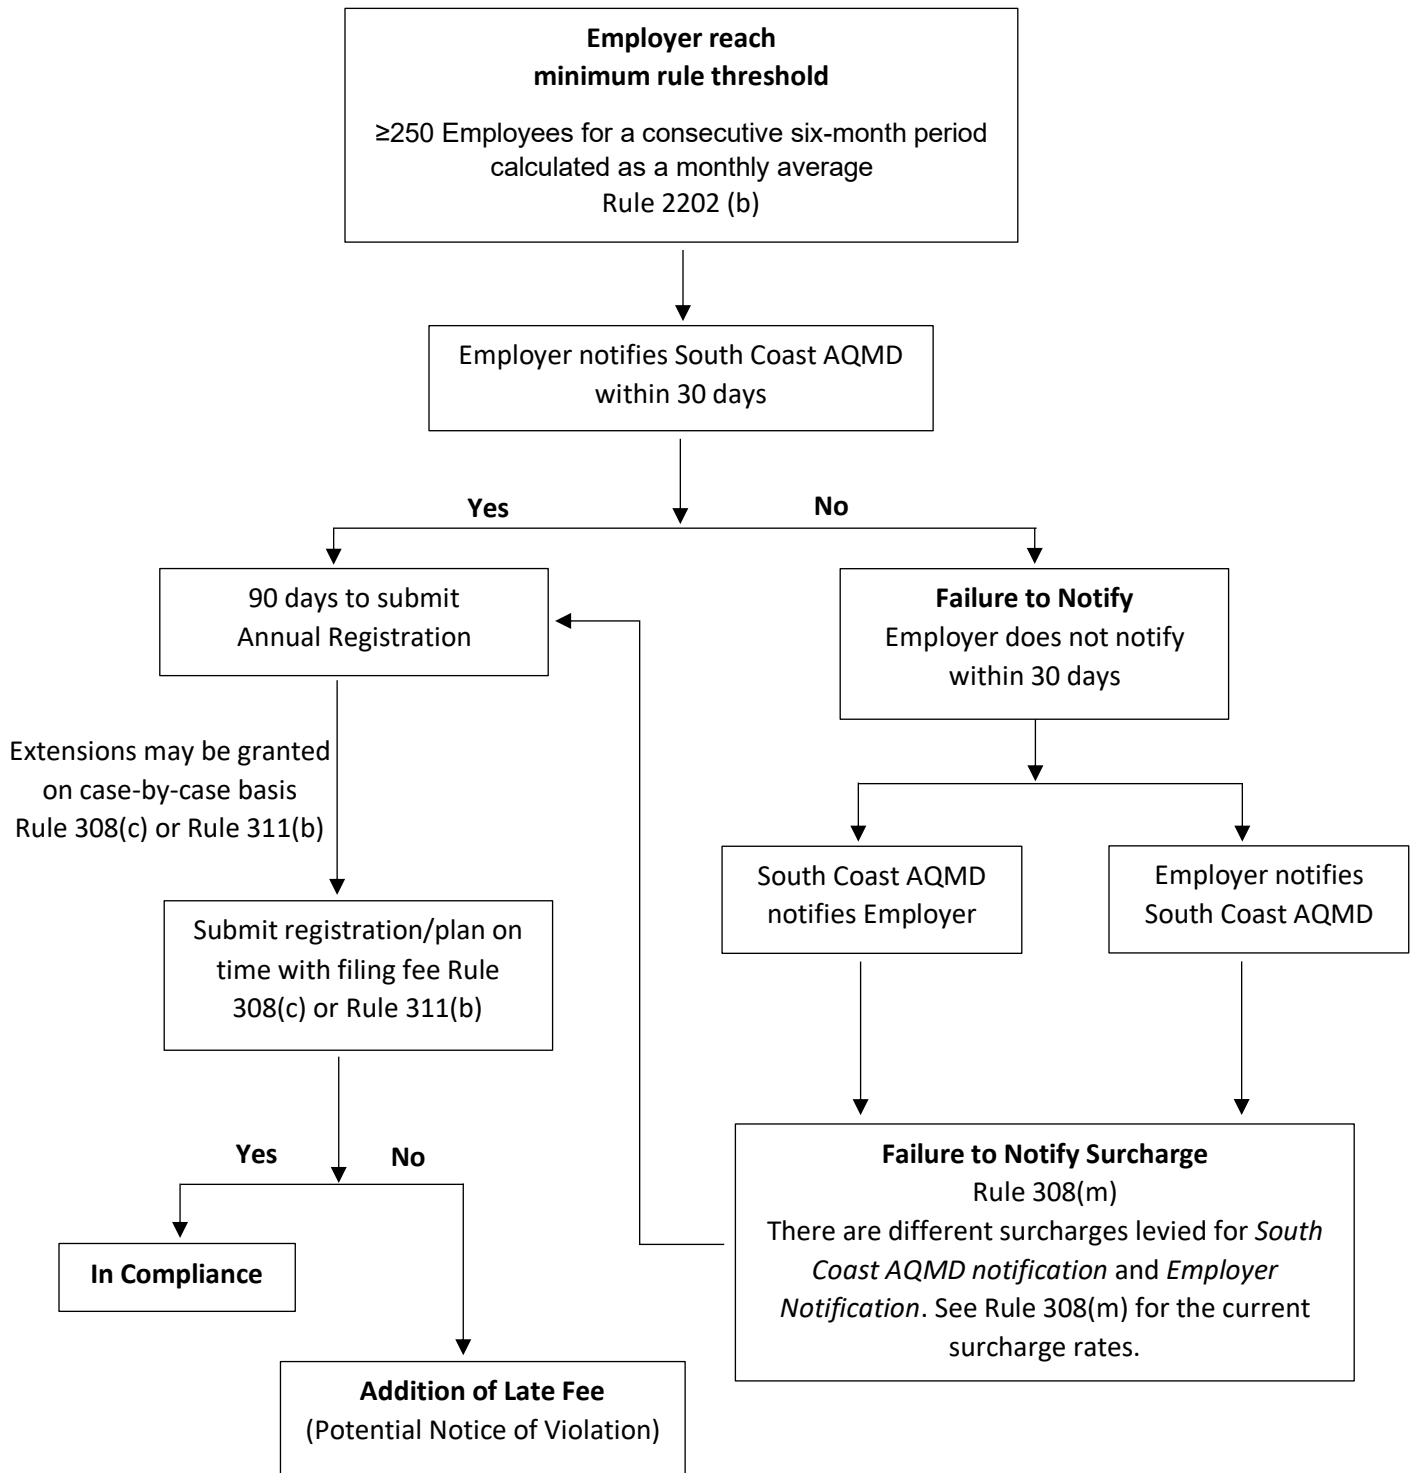 Employer reach
minimum rule threshold
≥250 Employees for a consecutive six-month period
calculated as a monthly average
Rule 2202 (b)
Employer notifies South Coast AQMD
within 30 days
Yes
No
90 days to submit
Annual Registration
Failure to Notify
Employer does not notify
within 30 days
Extensions may be granted
on case-by-case basis
Rule 308(c) or Rule 311(b)
South Coast AQMD
notifies Employer
Employer notifies
South Coast AQMD
Submit registration/plan on
time with filing fee Rule
308(c) or Rule 311(b)
Yes
No
Failure to Notify Surcharge
Rule 308(m)
There are different surcharges levied for South
Coast AQMD notification and Employer
Notification. See Rule 308(m) for the current
surcharge rates.
In Compliance
Addition of Late Fee
(Potential Notice of Violation)